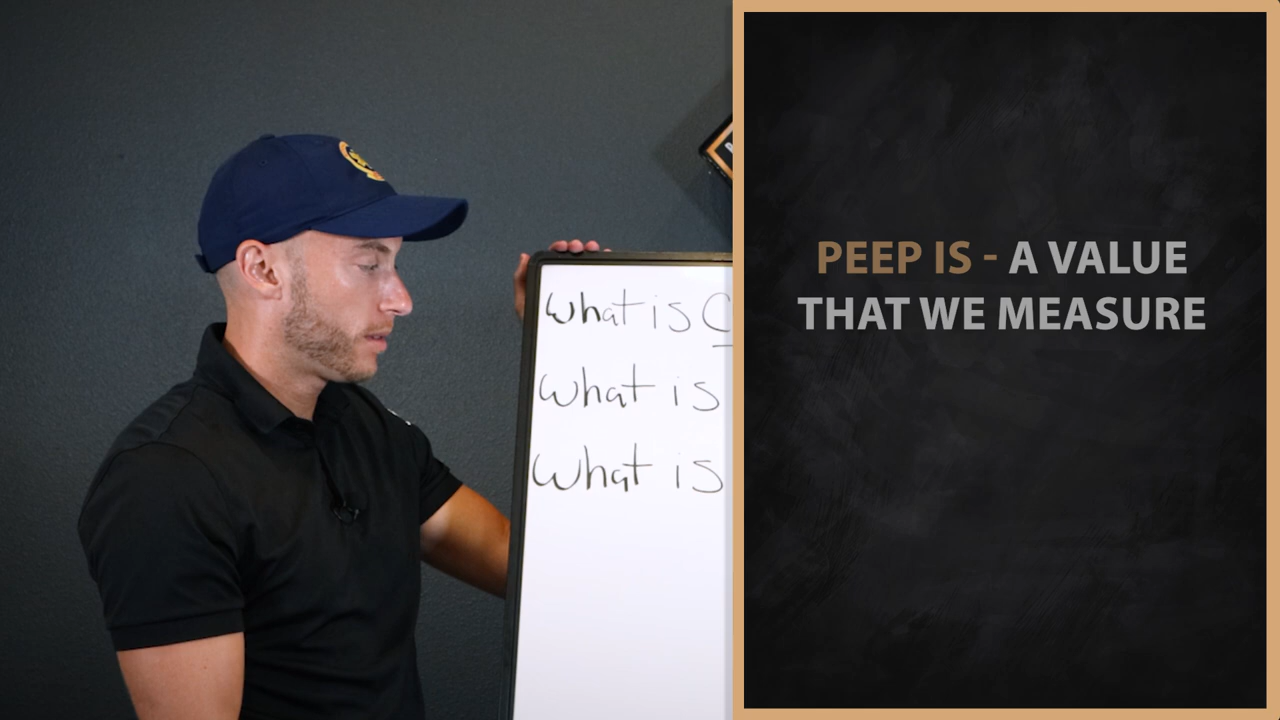 What is C
What is
What is
PEEP IS - A VALUE
THAT WE MEASURE